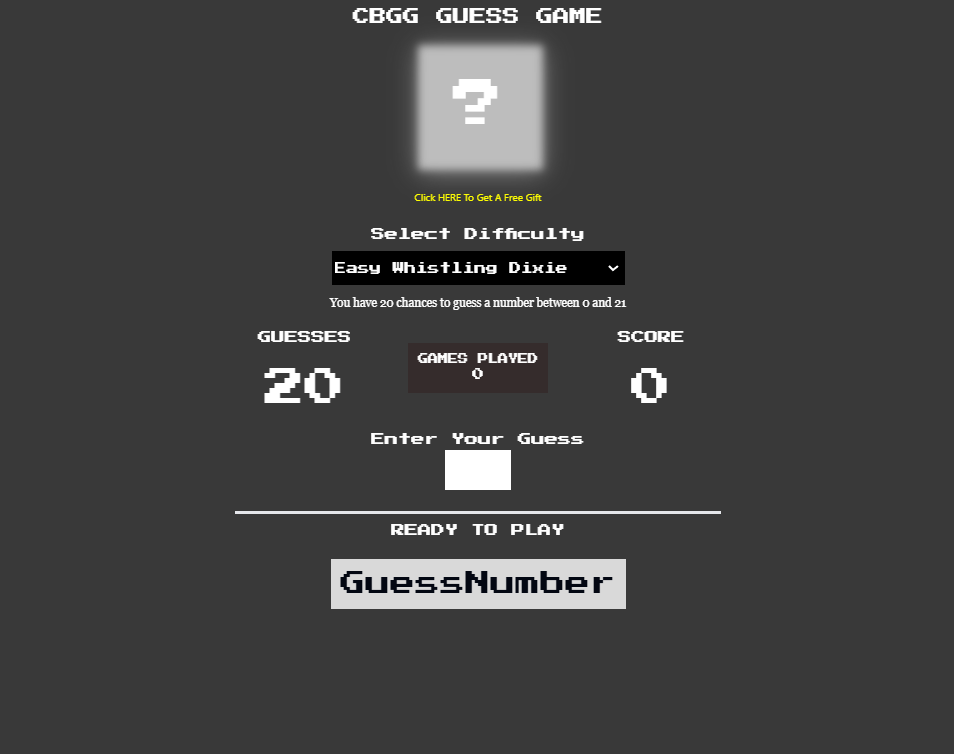 CBGG GUESS GAME
?
Click HERE To Get A Free Gift
Select Difficulty
Easy Whistling Dixie
You have 20 chances to guess a number between 0 and 21
GUESSES
20
GAMES PLAYED
0
SCORE
0
Enter Your Guess
READY TO PLAY
GuessNumber